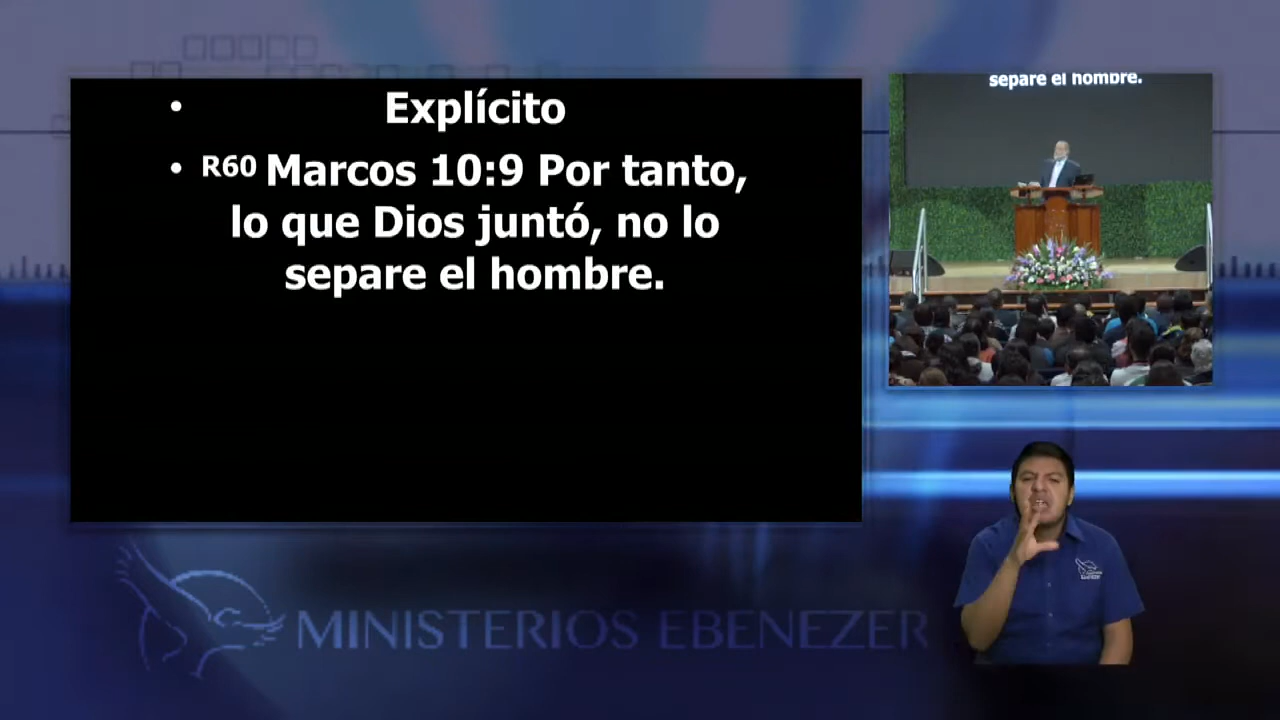 • Explícito
• R60 Marcos 10:9 Por tanto,
lo que Dios juntó, no lo
separe el hombre.
separe el hombre.
MINISTERIOS EBENEZER